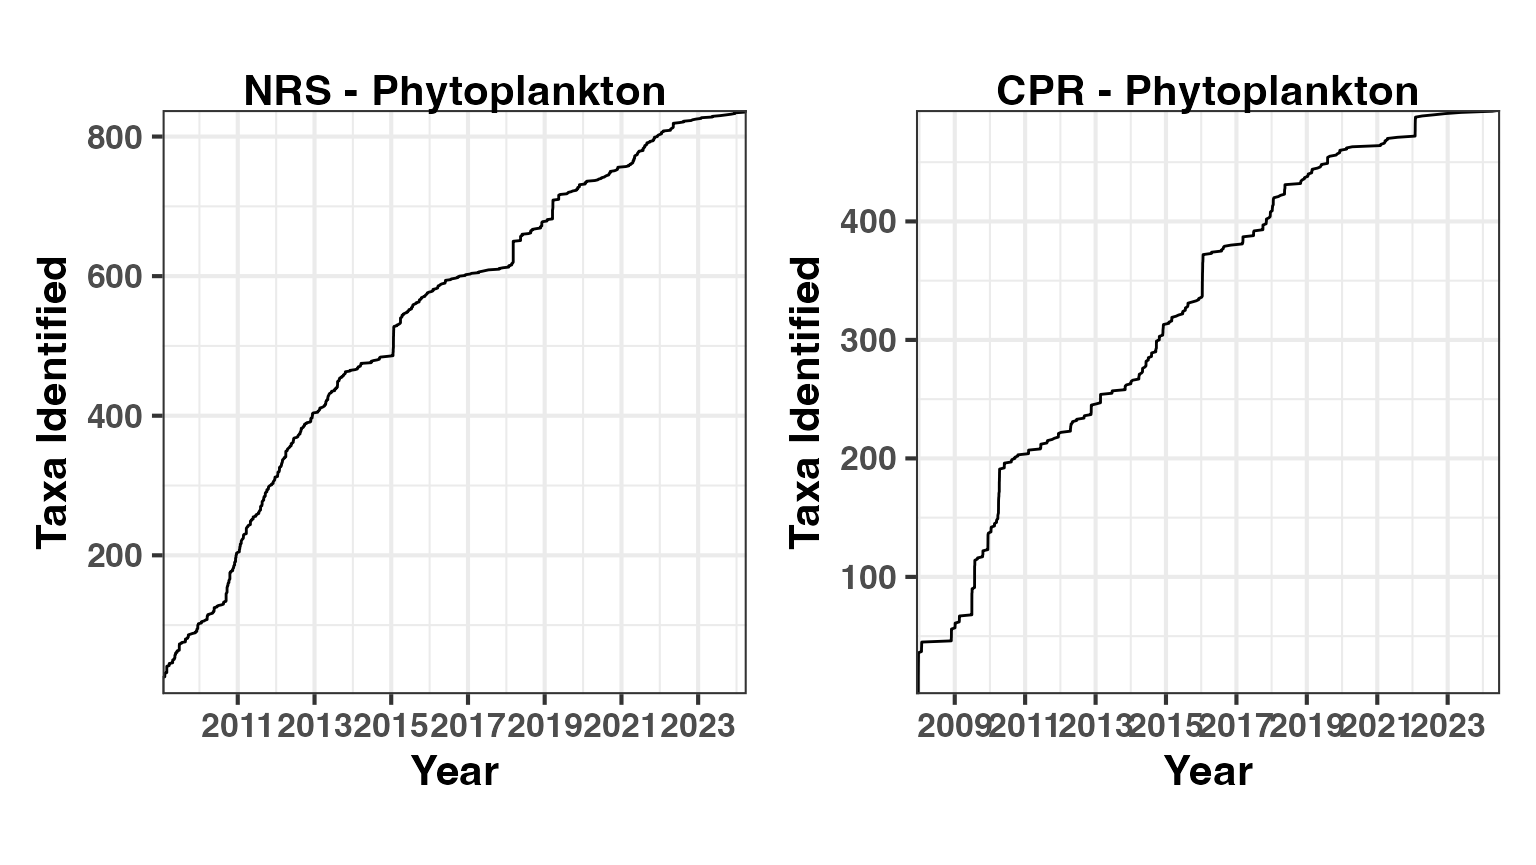 NRS - Phytoplankton
800
600
400
200
Taxa Identified
2011 2013 2015 2017 2019 2021 2023
Year
CPR - Phytoplankton
400
300
200
100
Taxa Identified
2009 2011 2013 2015 2017 2019 2021 2023
Year